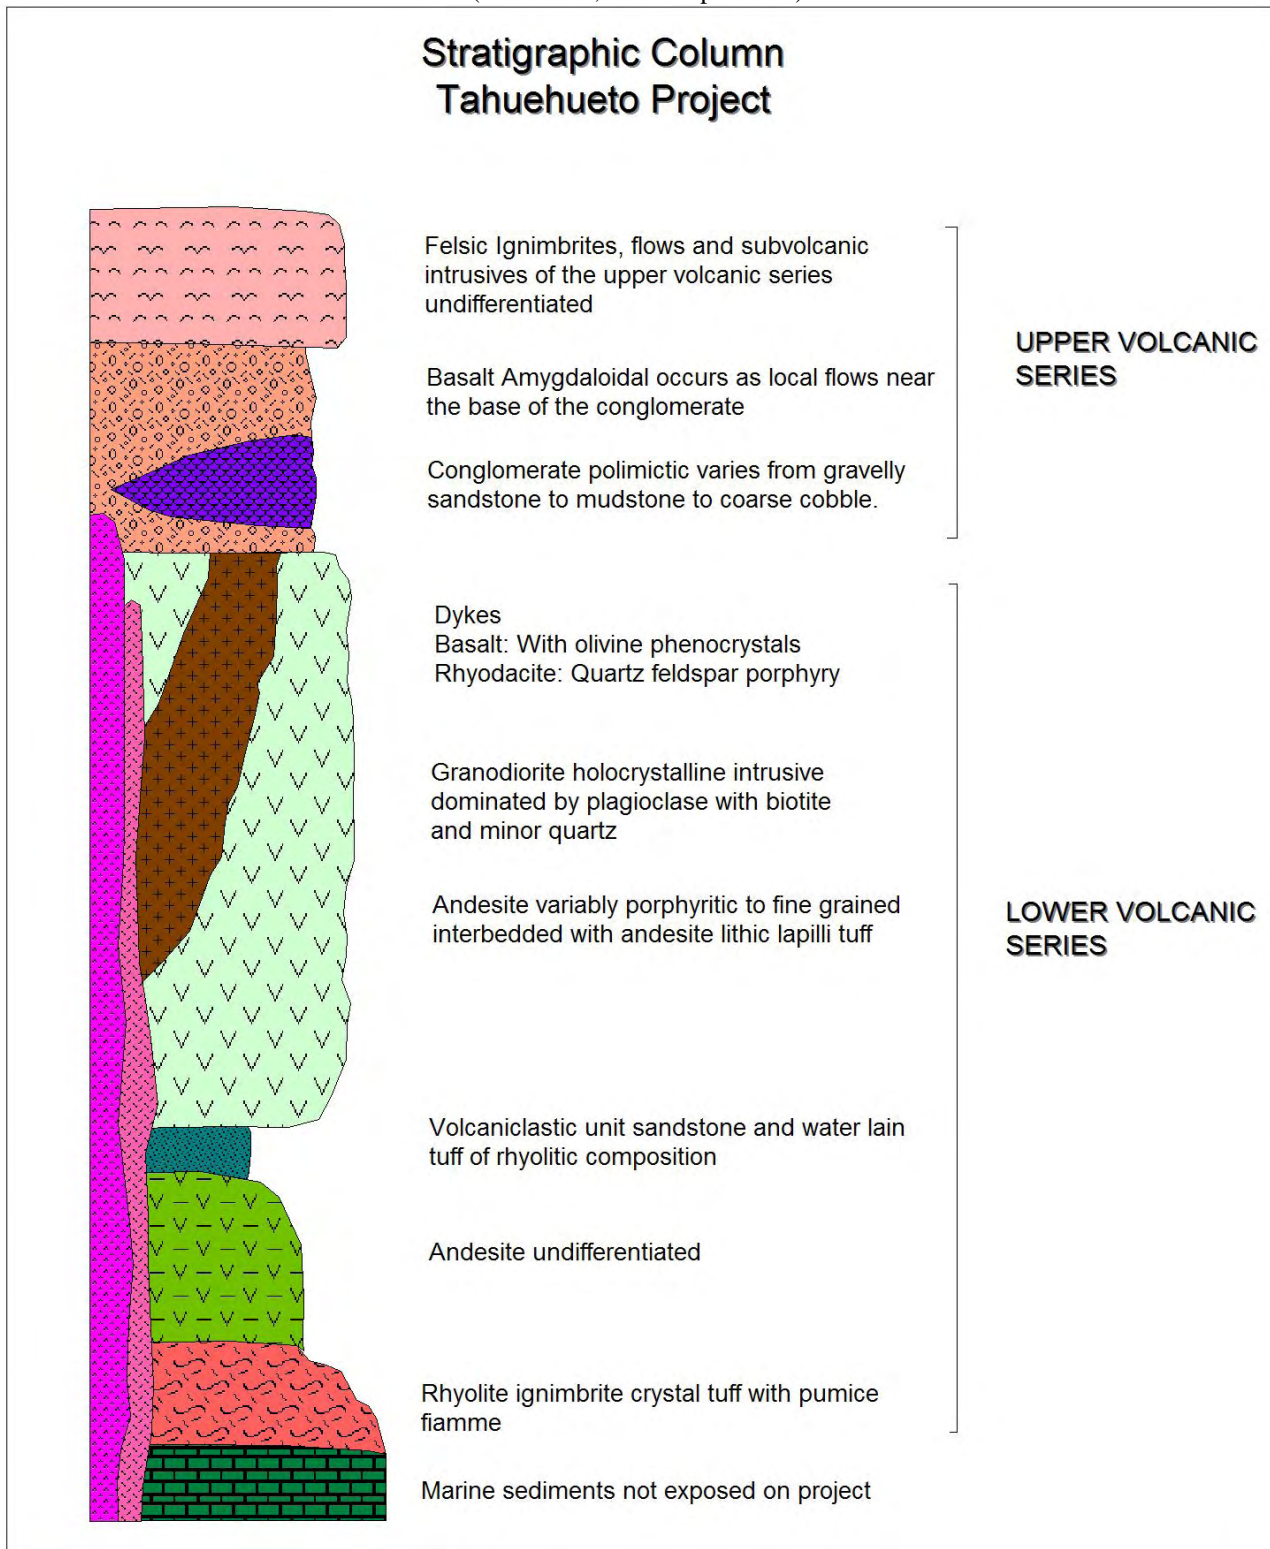 Stratigraphic Column
Tahuehueto Project
Felsic Ignimbrites, flows and subvolcanic
intrusives of the upper volcanic series
undifferentiated
Basalt Amygdaloidal occurs as local flows near
the base of the conglomerate
Conglomerate polimictic varies from gravelly
sandstone to mudstone to coarse cobble.
UPPER VOLCANIC
SERIES
Dykes
Basalt: With olivine phenocrystals
Rhyodacite: Quartz feldspar porphyry
Granodiorite holocrystalline intrusive
dominated by plagioclase with biotite
and minor quartz
Andesite variably porphyritic to fine grained
interbedded with andesite lithic lapilli tuff
Volcaniclastic unit sandstone and water lain
tuff of rhyolitic composition
Andesite undifferentiated
Rhyolite ignimbrite crystal tuff with pumice
fiamme
LOWER VOLCANIC
SERIES
Marine sediments not exposed on project